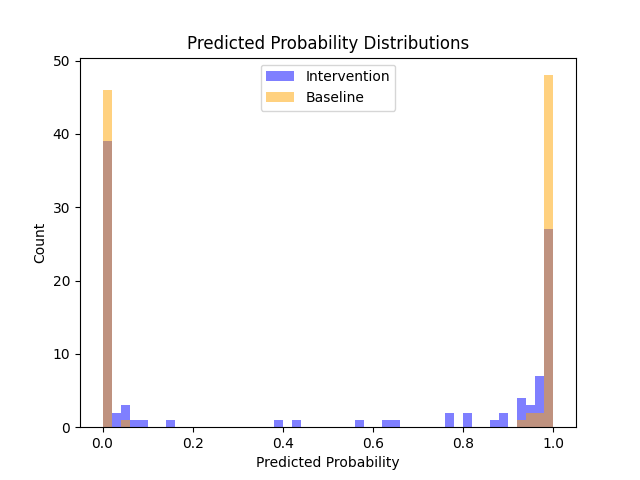 Predicted Probability Distributions
Intervention
Baseline
Count
50
40
30
20
10
0
0.0 0.2 0.4 0.6 0.8 1.0
Predicted Probability